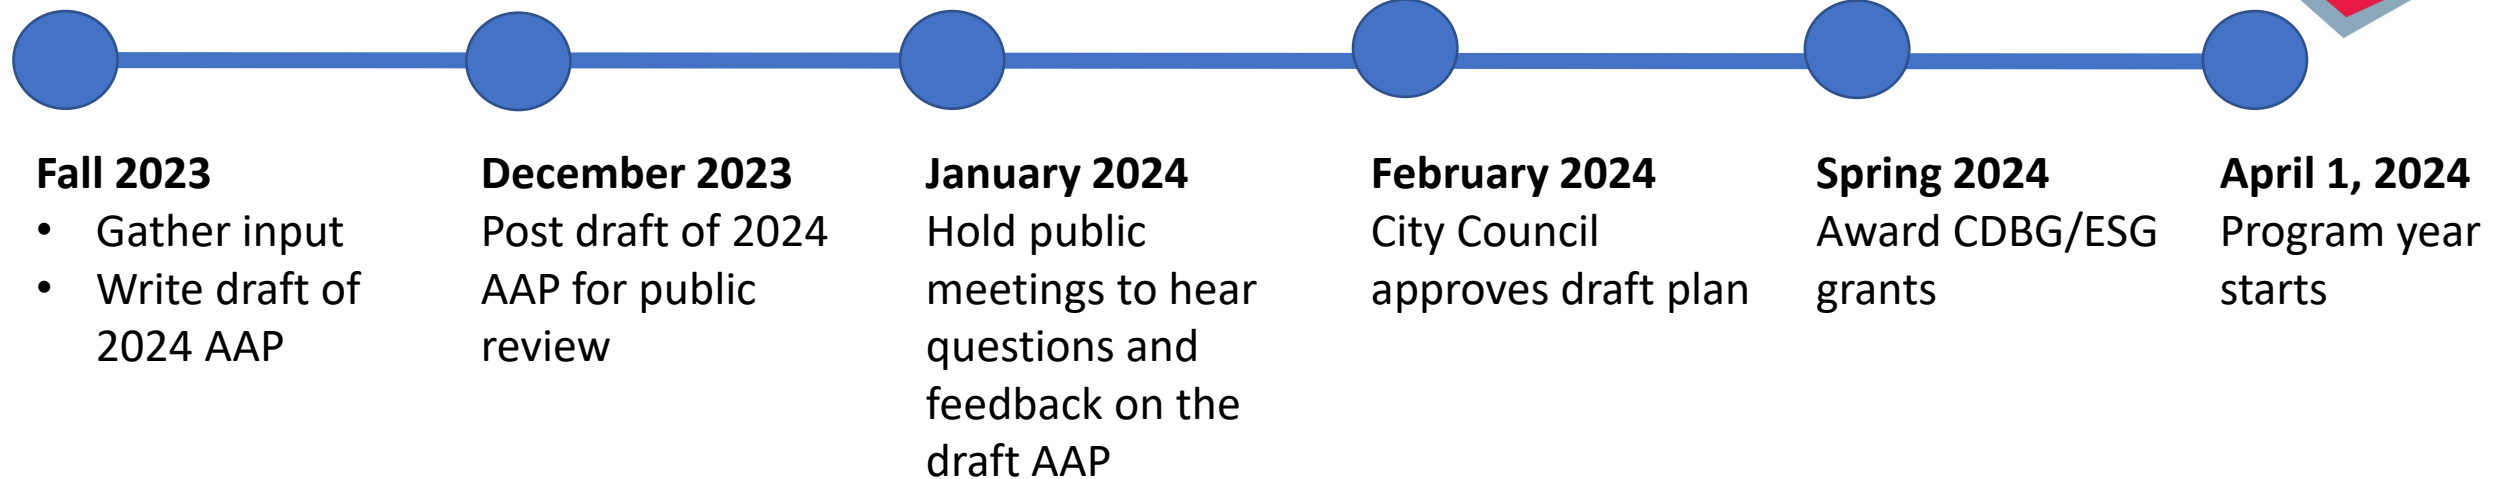 Fall 2023
• Gather input
• Write draft of
2024 AAP
December 2023
Post draft of 2024
AAP for public
review
January 2024
Hold public
meetings to hear
questions and
feedback on the
draft AAP
February 2024
City Council
approves draft plan
Spring 2024
Award CDBG/ESG
grants
April 1, 2024
Program year
starts